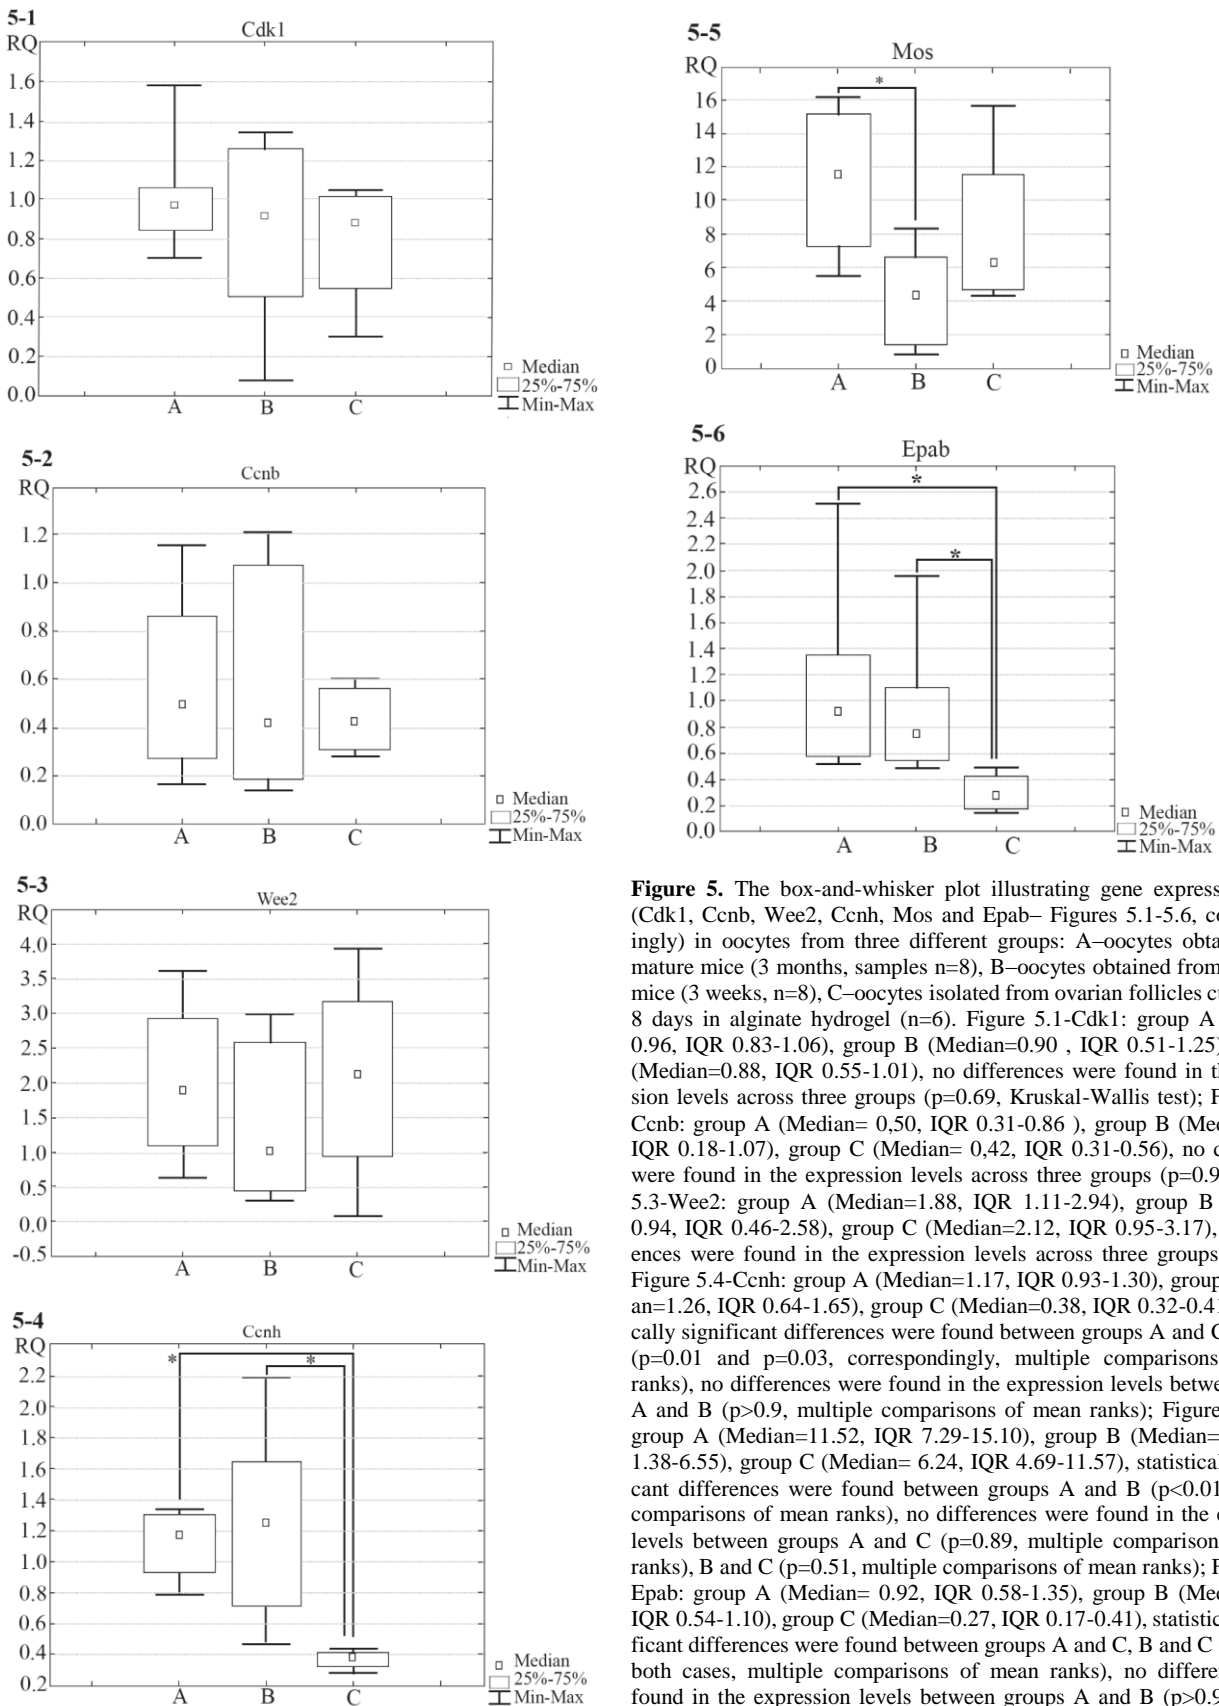 5-1
RQ
Cdk1
1.6
1.4
1.2
1.0
0.8
0.6
0.4
0.2
0.0
A B C
Median
25%-75%
Min-Max
5-2
RQ
Ccnb
1.2
1.0
0.8
0.6
0.4
0.2
0.0
A B C
Median
25%-75%
Min-Max
5-3
RQ
Wee2
4.0
3.0
2.5
2.0
1.5
1.0
0.5
0.0
-0.5
A B C
Median
25%-75%
Min-Max
5-4
RQ
Ccnh
* *
2.2
2.0
1.8
1.6
1.4
1.2
1.0
0.8
0.6
0.4
0.2
A B C
Median
25%-75%
Min-Max
5-5
RQ
Mos
*
16
14
12
10
8
6
4
2
0
A B C
Median
25%-75%
Min-Max
5-6
RQ
Epab
*
*
2.6
2.4
2.2
2.0
1.8
1.6
1.4
1.2
1.0
0.8
0.6
0.4
0.2
0.0
A B C
Median
25%-75%
Min-Max
Figure 5. The box-and-whisker plot illustrating gene express
(Cdk1, Ccnb, Wee2, Ccnh, Mos and Epab– Figures 5.1-5.6, co
ingly) in oocytes from three different groups: A–oocytes obta
mature mice (3 months, samples n=8), B–oocytes obtained from
mice (3 weeks, n=8), C–oocytes isolated from ovarian follicles cu
8 days in alginate hydrogel (n=6). Figure 5.1-Cdk1: group A
0.96, IQR 0.83-1.06), group B (Median=0.90 , IQR 0.51-1.25)
(Median=0.88, IQR 0.55-1.01), no differences were found in th
sion levels across three groups (p=0.69, Kruskal-Wallis test); F
Ccnb: group A (Median= 0,50, IQR 0.31-0.86 ), group B (Med
IQR 0.18-1.07), group C (Median= 0,42, IQR 0.31-0.56), no d
were found in the expression levels across three groups (p=0.9
5.3-Wee2: group A (Median=1.88, IQR 1.11-2.94), group B
0.94, IQR 0.46-2.58), group C (Median=2.12, IQR 0.95-3.17),
ences were found in the expression levels across three groups
Figure 5.4-Ccnh: group A (Median=1.17, IQR 0.93-1.30), group
an=1.26, IQR 0.64-1.65), group C (Median=0.38, IQR 0.32-0.41
cally significant differences were found between groups A and C
(p=0.01 and p=0.03, correspondingly, multiple comparisons
ranks), no differences were found in the expression levels betwe
A and B (p>0.9, multiple comparisons of mean ranks); Figure
group A (Median=11.52, IQR 7.29-15.10), group B (Median=
1.38-6.55), group C (Median= 6.24, IQR 4.69-11.57), statistical
cant differences were found between groups A and B (p<0.01
comparisons of mean ranks), no differences were found in the e
levels between groups A and C (p=0.89, multiple comparison
ranks), B and C (p=0.51, multiple comparisons of mean ranks); F
Epab: group A (Median= 0.92, IQR 0.58-1.35), group B (Med
IQR 0.54-1.10), group C (Median=0.27, IQR 0.17-0.41), statistic
ficant differences were found between groups A and C, B and C
both cases, multiple comparisons of mean ranks), no differen
found in the expression levels between groups A and B (p>0.9